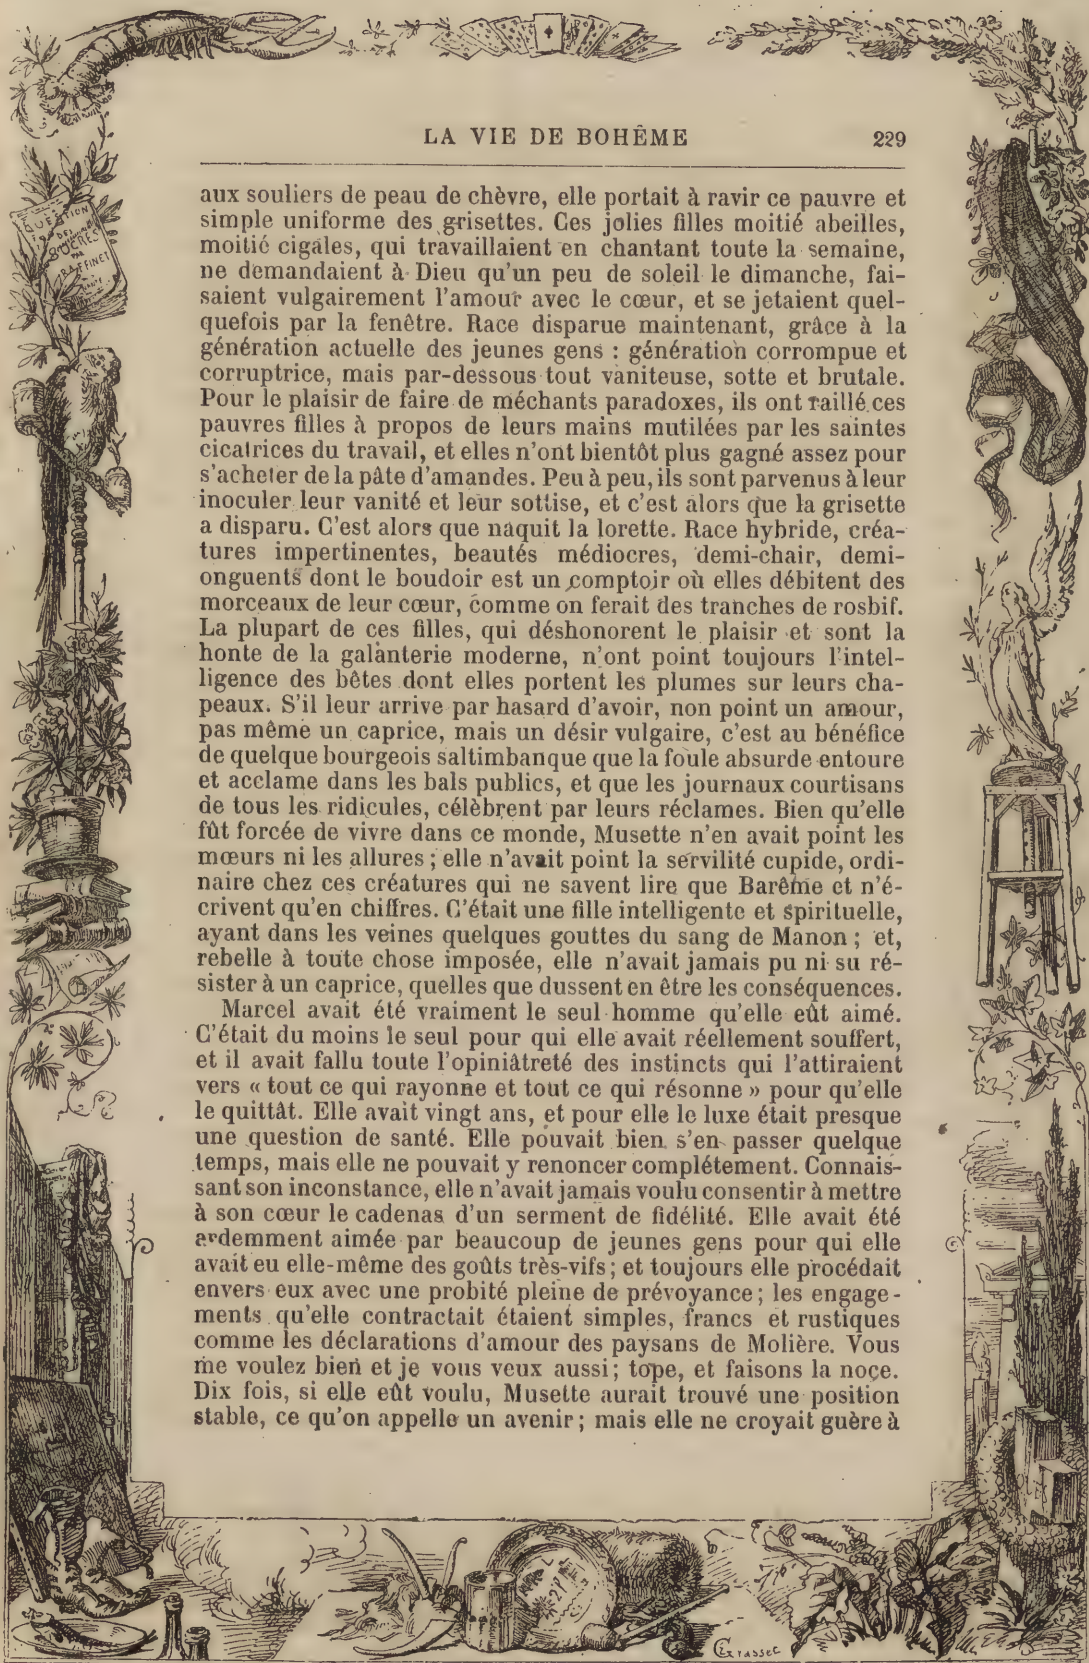 LA VIE DE BOHÊME 229
aux souliers de peau de chèvre, elle portait à ravir ce pauvre et
simple uniforme des grisettes. Ces jolies filles moitié abeilles,
moitié cigales, qui travaillaient en chantant toute la semaine,
ne demandaient à Dieu qu'un peu de soleil le dimanche, fai-
saient vulgairement l'amour avec le cœur, et se jetaient quel-
quefois par la fenêtre. Race disparue maintenant, grâce à la
génération actuelle des jeunes gens : génération corrompue et
corruptrice, mais par-dessous tout vaniteuse, sotte et brutale.
Pour le plaisir de faire de méchants paradoxes, ils ont raillé ces
pauvres filles à propos de leurs mains mutilées par les saintes
cicatrices du travail, et elles n'ont bientôt plus gagné assez pour
s'acheter de la pâte d'amandes. Peu à peu, ils sont parvenus à leur
inoculer leur vanité et leur sottise, et c'est alors que la grisette
a disparu. C'est alors que naquit la lorette. Race hybride, créa-
tures impertinentes, beautés médiocres, demi-chair, demi-
onguents dont le boudoir est un comptoir où elles débitent des
morceaux de leur cœur, comme on ferait des tranches de rosbif.
La plupart de ces filles, qui déshonorent le plaisir et sont la
honte de la galanterie moderne, n'ont point toujours l'intel-
ligence des bêtes dont elles portent les plumes sur leurs cha-
peaux. S'il leur arrive par hasard d'avoir, non point un amour,
pas même un caprice, mais un désir vulgaire, c'est au bénéfice
de quelque bourgeois saltimbanque que la foule absurde entoure
et acclame dans les bals publics, et que les journaux courtisans
de tous les ridicules, célèbrent par leurs réclames. Bien qu'elle
fût forcée de vivre dans ce monde, Musette n'en avait point les
mœurs ni les allures ; elle n'avait point la servilité cupide, ordi-
naire chez ces créatures qui ne savent lire que Barême et n'é-
crivent qu'en chiffres. C'était une fille intelligente et spirituelle,
ayant dans les veines quelques gouttes du sang de Manon ; et,
rebelle à toute chose imposée, elle n'avait jamais pu ni su ré-
sister à un caprice, quelles que dussent en être les conséquences.
Marcel avait été vraiment le seul homme qu'elle eût aimé.
C'était du moins le seul pour qui elle avait réellement souffert,
et il avait fallu toute l'opiniâtreté des instincts qui l'attiraient
vers « tout ce qui rayonne et tout ce qui résonne » pour qu'elle
le quittât. Elle avait vingt ans, et pour elle le luxe était presque
une question de santé. Elle pouvait bien s'en passer quelque
temps, mais elle ne pouvait y renoncer complétement. Connais-
sant son inconstance, elle n'avait jamais voulu consentir à mettre
à son cœur le cadenas d'un serment de fidélité. Elle avait été
ardemment aimée par beaucoup de jeunes gens pour qui elle
avait eu elle-même des goûts très-vifs ; et toujours elle procédait
envers eux avec une probité pleine de prévoyance ; les engage-
ments qu'elle contractait étaient simples, francs et rustiques
comme les déclarations d'amour des paysans de Molière. Vous
me voulez bien et je vous veux aussi ; tope, et faisons la noçe.
Dix fois, si elle eût voulu, Musette aurait trouvé une position
stable, ce qu'on appelle un avenir ; mais elle ne croyait guère à
QUESTION
DES
SUCRES
PAR
RAFFINET
27
Grasset